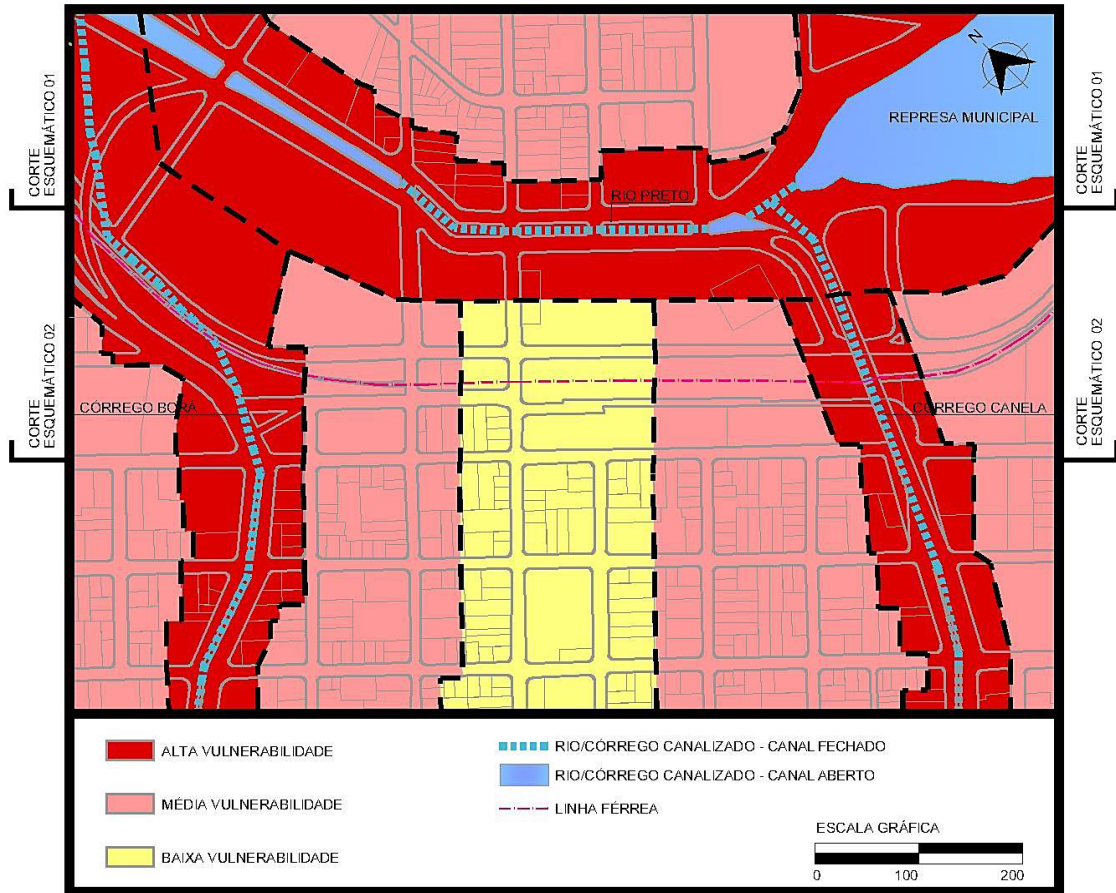 CORTE
ESQUEMÁTICO 01
CORTE
ESQUEMÁTICO 01
N
REPRESA MUNICIPAL
RIO PRETO
CORTE
ESQUEMÁTICO 02
CORTE
ESQUEMÁTICO 02
CÓRREGO BORÁ
CÓRREGO CANELA
ALTA VULNERABILIDADE
MÉDIA VULNERABILIDADE
BAIXA VULNERABILIDADE
RIO/CÓRREGO CANALIZADO - CANAL FECHADO
RIO/CÓRREGO CANALIZADO - CANAL ABERTO
LINHA FÉRREA
ESCALA GRÁFICA
0 100 200